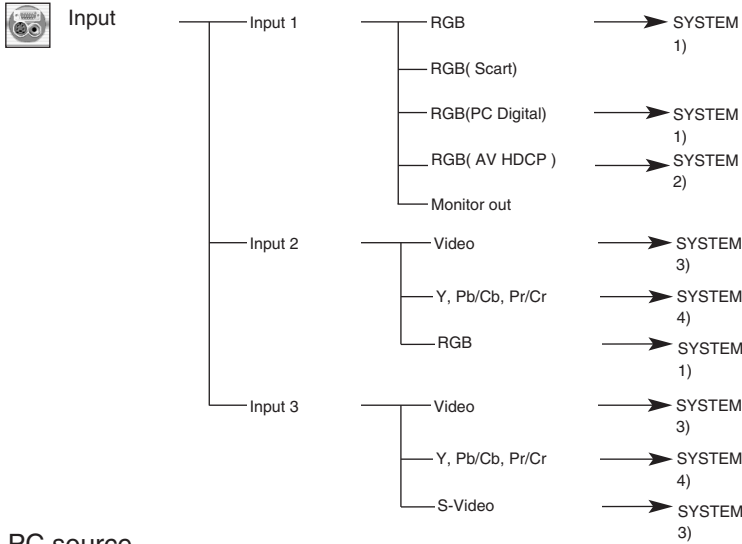 Input
Input 1
RGB
SYSTEM
1)
RGB( Scart)
RGB(PC Digital)
SYSTEM
1)
RGB( AV HDCP )
SYSTEM
2)
Monitor out
Input 2
Video
SYSTEM
3)
Y, Pb/Cb, Pr/Cr
SYSTEM
4)
RGB
SYSTEM
1)
Input 3
Video
SYSTEM
3)
Y, Pb/Cb, Pr/Cr
SYSTEM
4)
S-Video
SYSTEM
3)
PC source